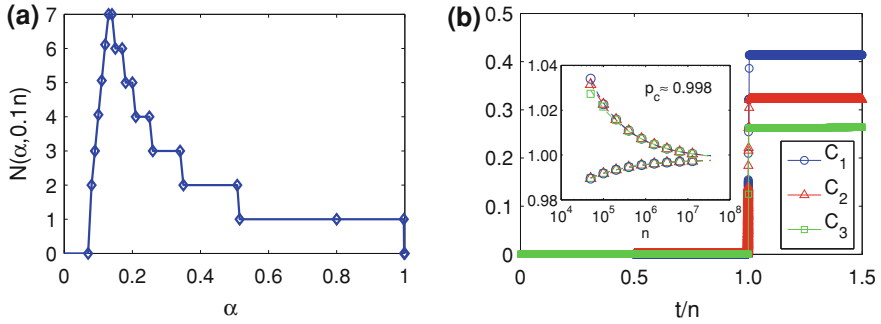 (a)
7
6
5
4
3
2
1
0
N(α,0.1n)
0 0.2 0.4 0.6 0.8 1
α
(b)
0.5
0.4
0.3
0.2
0.1
0
0 0.5 1.0 1.5
t/n
1.04
1.02
1.00
0.98
10^4 10^5 10^6 10^7 10^8
n
p_c ≈ 0.998
C_1
C_2
C_3